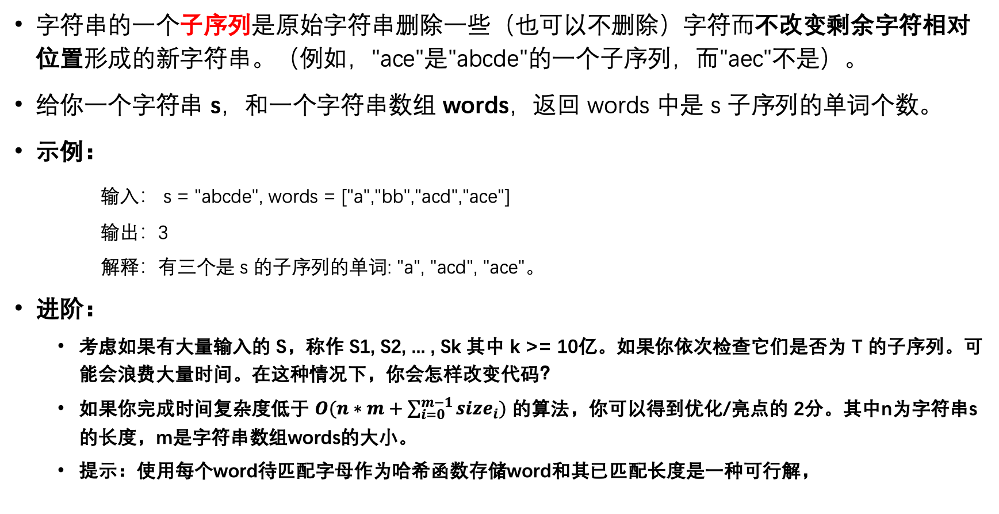 • 字符串的一个子序列是原始字符串删除一些（也可以不删除）字符而不改变剩余字符相对
位置形成的新字符串。（例如，"ace"是"abcde"的一个子序列，而"aec"不是）。
• 给你一个字符串 s，和一个字符串数组 words，返回 words 中是 s 子序列的单词个数。
• 示例：
输入： s = "abcde", words = ["a","bb","acd","ace"]
输出：3
解释：有三个是 s 的子序列的单词: "a", "acd", "ace"。
• 进阶：
• 考虑如果有大量输入的 S，称作 S1, S2, ... , Sk 其中 k >= 10亿。如果你依次检查它们是否为 T 的子序列。可
能会浪费大量时间。在这种情况下，你会怎样改变代码?
• 如果你完成时间复杂度低于 O(n * m + ∑_{i=0}^{m−1} size_i) 的算法，你可以得到优化/亮点的 2分。其中n为字符串s
的长度，m是字符串数组words的大小。
• 提示：使用每个word待匹配字母作为哈希函数存储word和其已匹配长度是一种可行解，